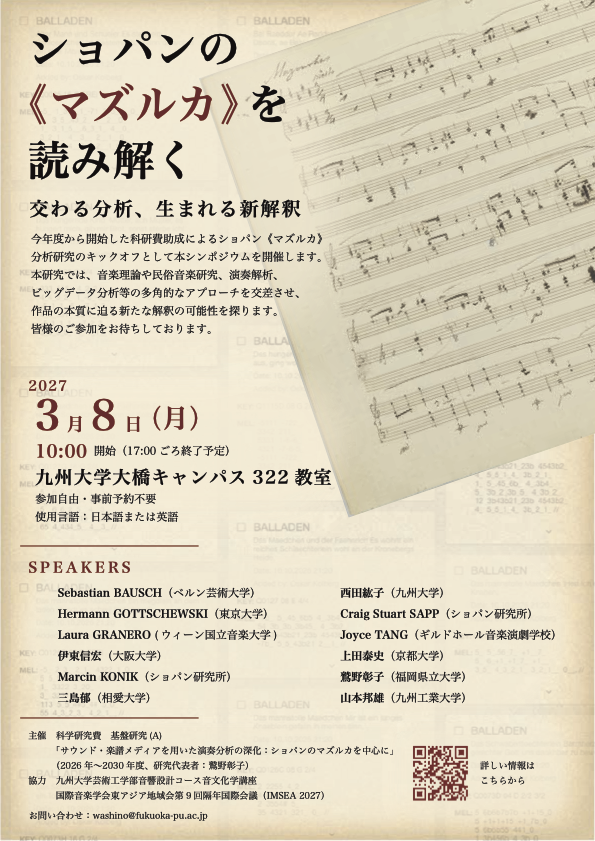 ショパンの
《マズルカ》を
読み解く
交わる分析、生まれる新解釈
今年度から開始した科研費助成によるショパン《マズルカ》
分析研究のキックオフとして本シンポジウムを開催します。
本研究では、音楽理論や民俗音楽研究、演奏解析、
ビッグデータ分析等の多角的なアプローチを交差させ、
作品の本質に迫る新たな解釈の可能性を探ります。
皆様のご参加をお待ちしております。
2027
3月8日（月）
10:00 開始（17:00 ごろ終了予定）
九州大学大橋キャンパス 322 教室
参加自由・事前予約不要
使用言語：日本語または英語
SPEAKERS
Sebastian BAUSCH（ベルン芸術大学）
Hermann GOTTSCHEWSKI（東京大学）
Laura GRANERO ( ウィーン国立音楽大学 )
伊東信宏（大阪大学）
Marcin KONIK（ショパン研究所）
三島郁（相愛大学）
西田紘子（九州大学）
Craig Stuart SAPP（ショパン研究所）
Joyce TANG（ギルドホール音楽演劇学校）
上田泰史（京都大学）
鷲野彰子（福岡県立大学）
山本邦雄（九州工業大学）
主催　科学研究費　基盤研究 (A)
「サウンド・楽譜メディアを用いた演奏分析の深化：ショパンのマズルカを中心に」
（2026 年〜2030 年度、研究代表者：鷲野彰子）
協力　九州大学芸術工学部音響設計コース音文化学講座
国際音楽学会東アジア地域会第 9 回隔年国際会議（IMSEA 2027）
お問い合わせ：washino@fukuoka-pu.ac.jp
詳しい情報は
こちらから
BALLADEN
BALLADEN
BALLADEN
BALLADEN
BALLADEN